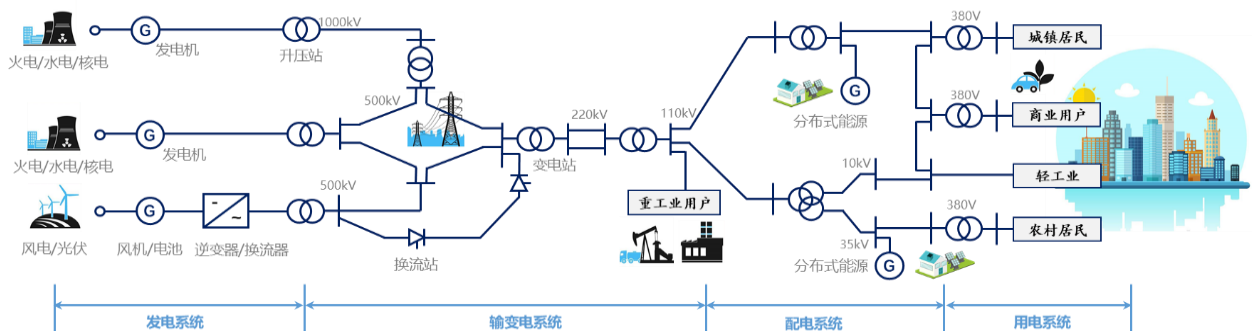 火电/水电/核电
G
发电机
升压站
1000kV
火电/水电/核电
G
发电机
500kV
风电/光伏
G
风机/电池
逆变器/换流器
500kV
换流站
变电站
220kV
110kV
重工业用户
G
分布式能源
10kV
35kV
G
分布式能源
380V
城镇居民
380V
商业用户
轻工业
380V
农村居民
发电系统
输变电系统
配电系统
用电系统